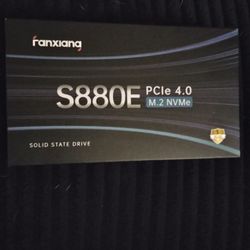 fanxiang
S880E
PCIe 4.0
M.2 NVMe
SOLID STATE DRIVE